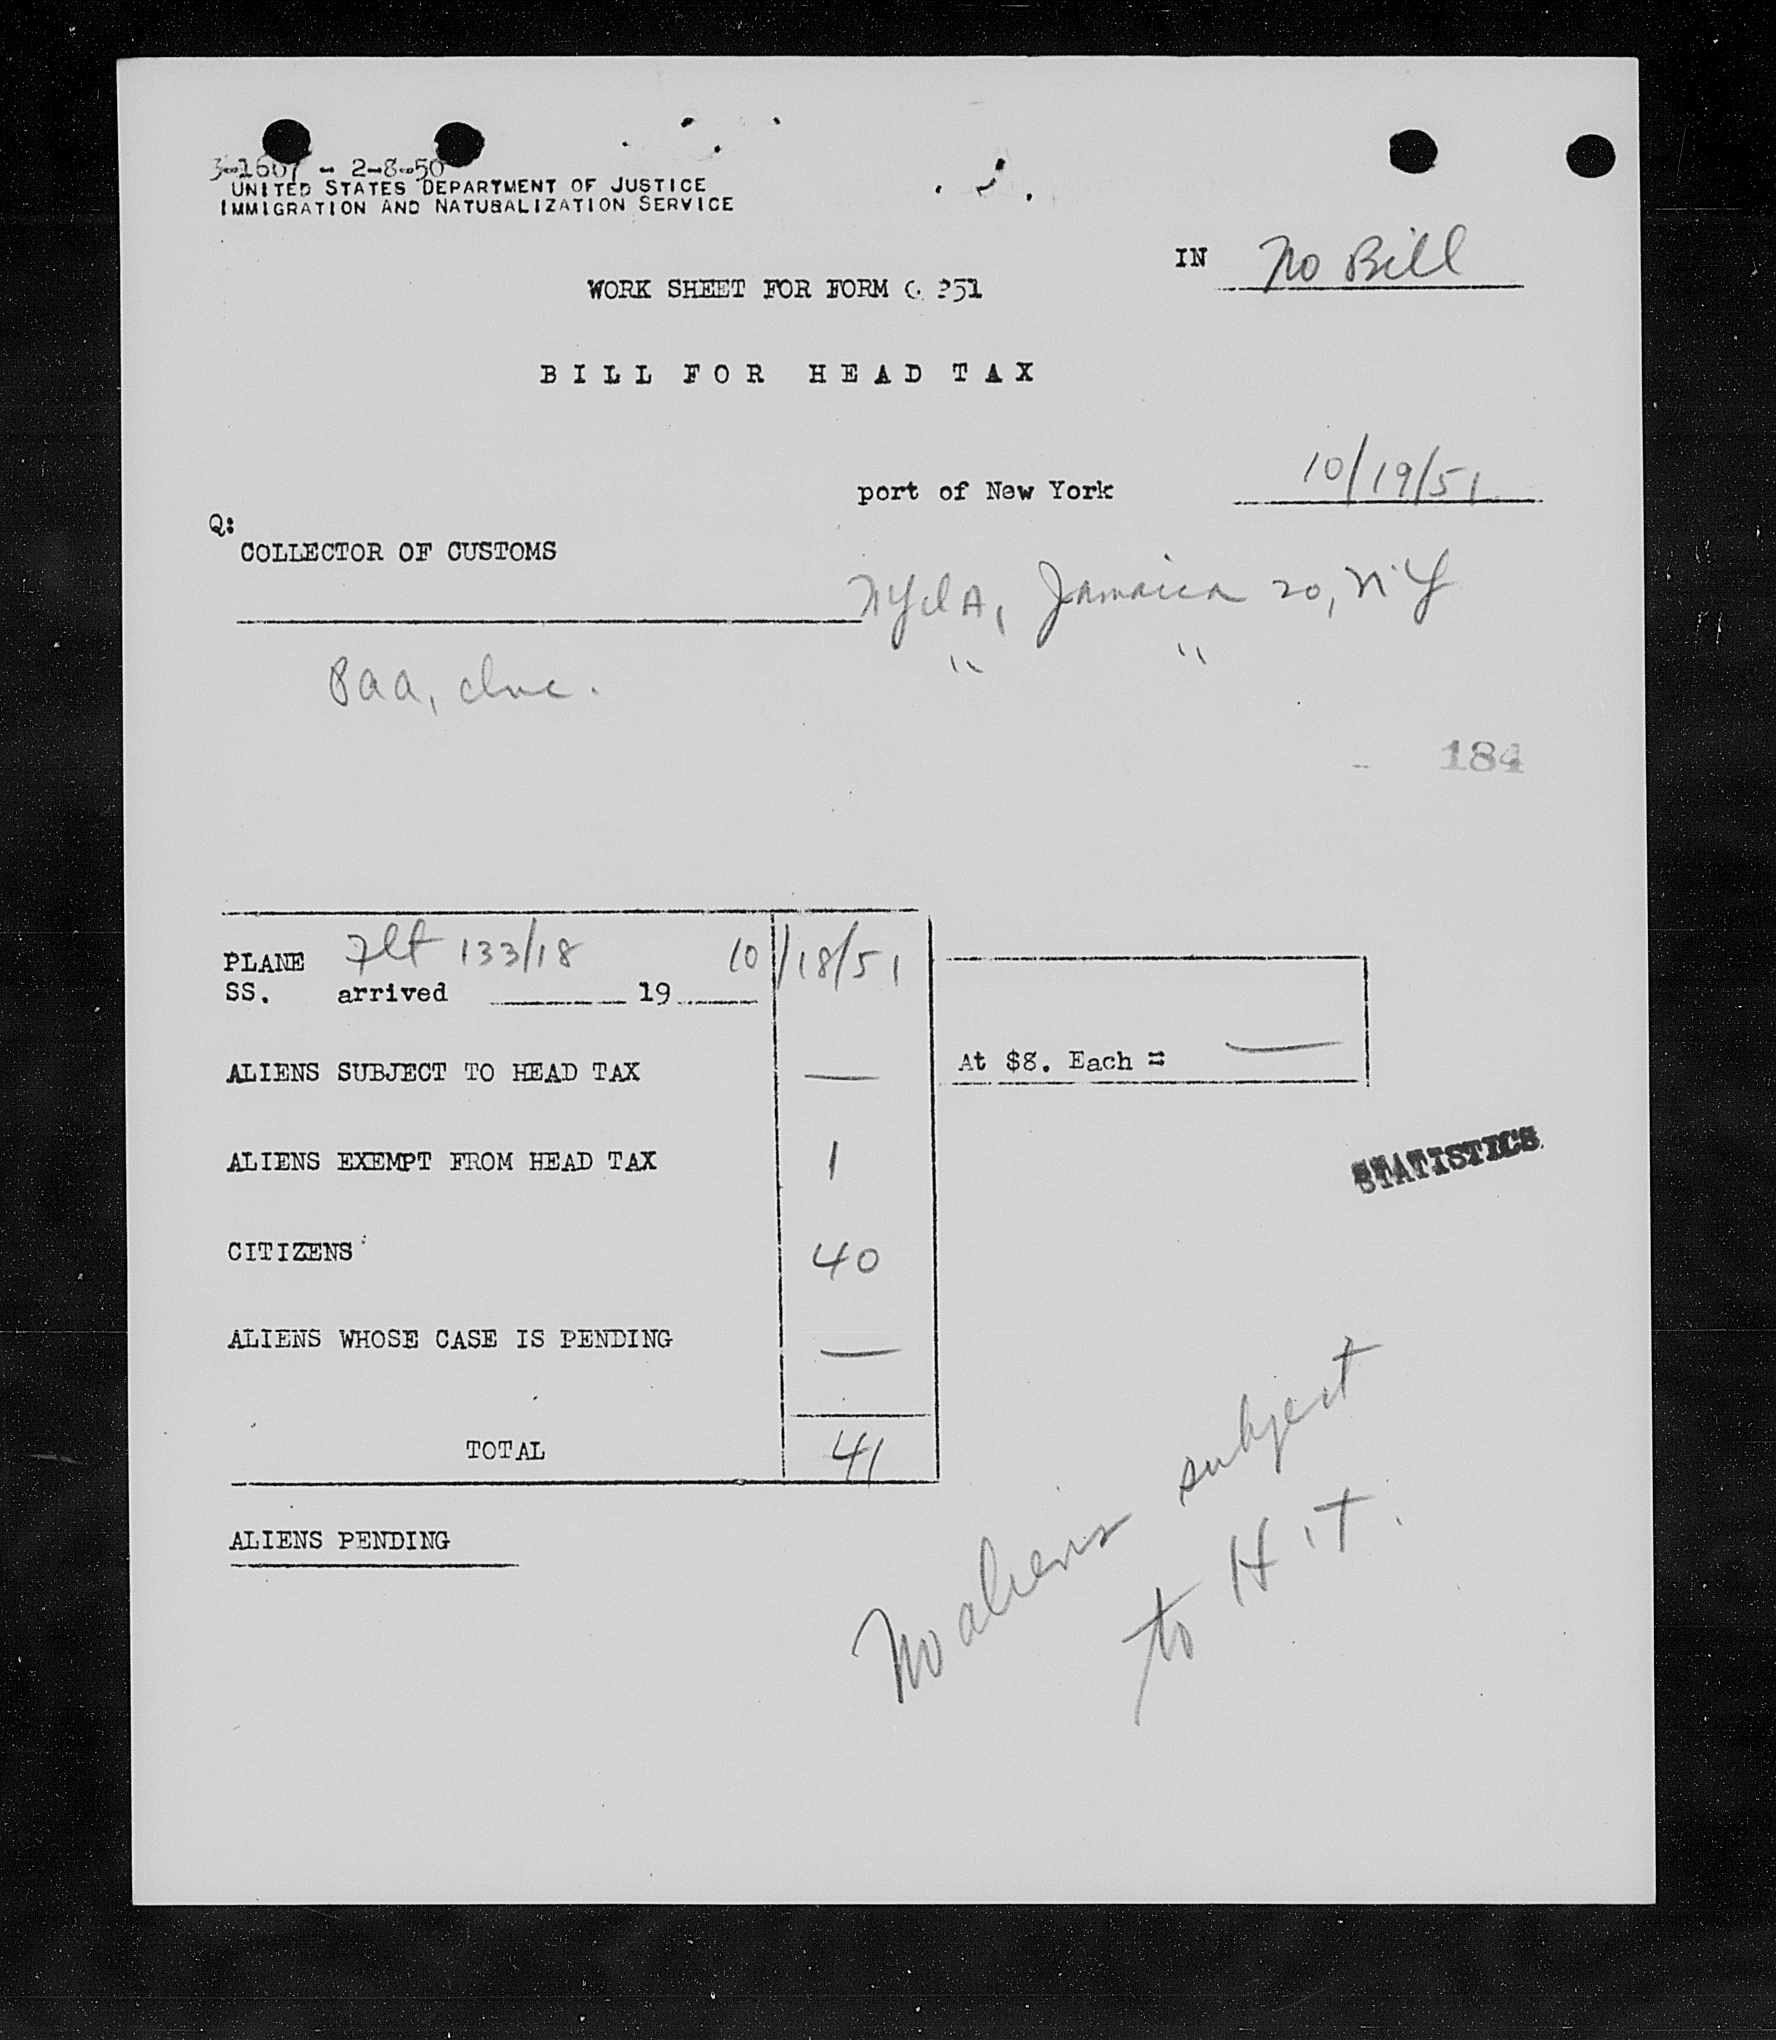 3-1607 - 2-8-50
UNITED STATES DEPARTMENT OF JUSTICE
IMMIGRATION AND NATURALIZATION SERVICE
IN No Bill
WORK SHEET FOR FORM 951
BILL FOR HEAD TAX
port of New York 10/19/51
Q:
COLLECTOR OF CUSTOMS
NYIA, Jamaica 20, NY
PAA, Inc. " "
184
PLANE Flt 133/18 10/18/51
SS. arrived 19
At $8. Each = —
ALIENS SUBJECT TO HEAD TAX —
ALIENS EXEMPT FROM HEAD TAX 1
STATISTICS
CITIZENS 40
ALIENS WHOSE CASE IS PENDING —
TOTAL 41
ALIENS PENDING
No aliens subject
to H.T.